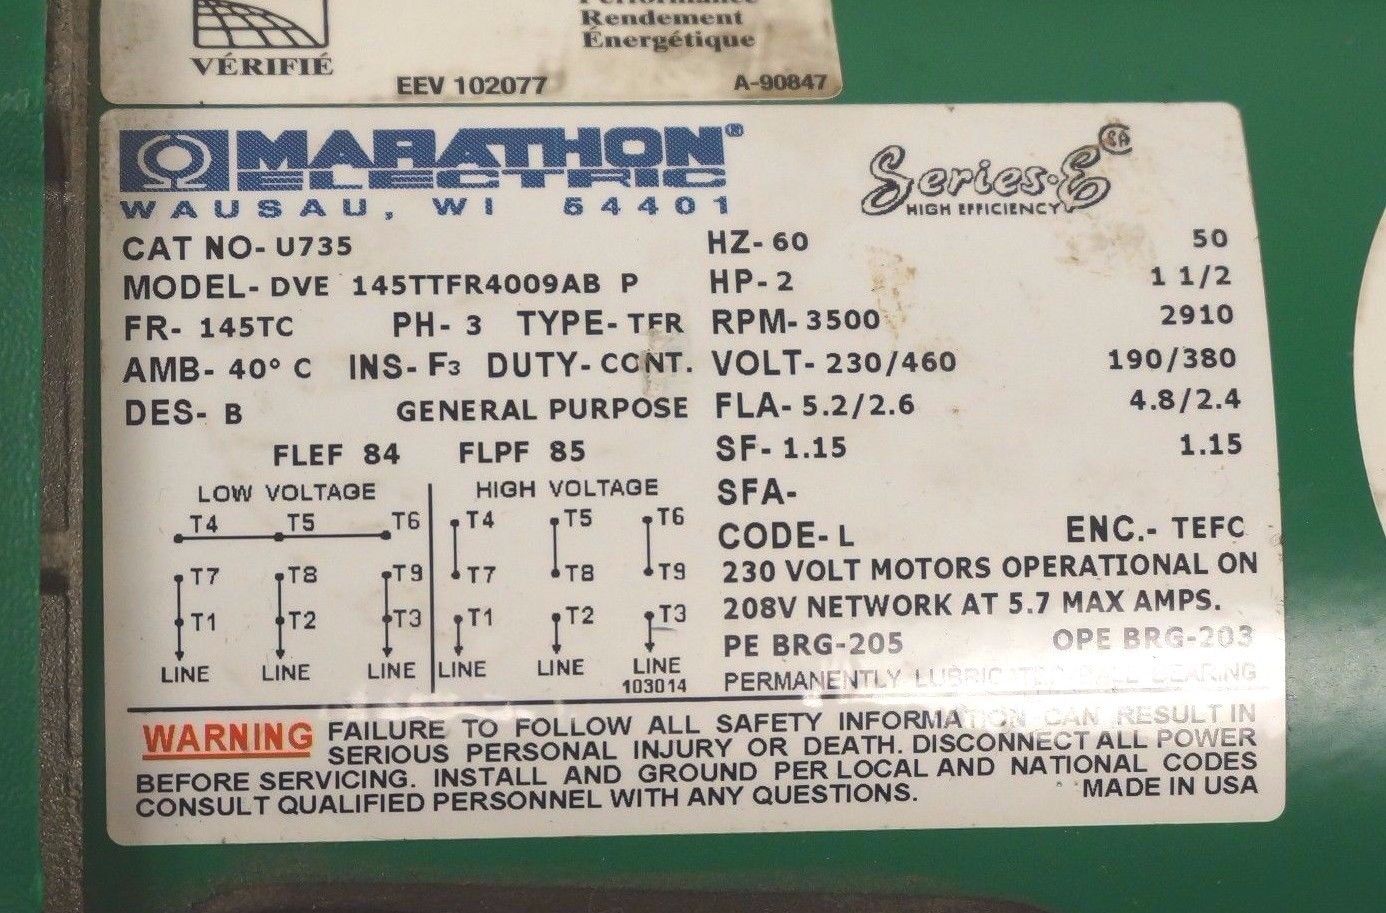 Rendement
Énergétique
VÉRIFIÉ
EEV 102077 A-90847
MARATHON®
ELECTRIC
WAUSAU, WI 54401
Series-E
HIGH EFFICIENCY
CAT NO- U735 HZ- 60 50
MODEL- DVE 145TTFR4009AB P HP- 2 1 1/2
FR- 145TC PH- 3 TYPE- TFR RPM- 3500 2910
AMB- 40° C INS- F3 DUTY- CONT. VOLT- 230/460 190/380
DES- B GENERAL PURPOSE FLA- 5.2/2.6 4.8/2.4
FLEF 84 FLPF 85 SF- 1.15 1.15
LOW VOLTAGE HIGH VOLTAGE
T4 T5 T6 T4 T5 T6
T7 T8 T9 T7 T8 T9
T1 T2 T3 T1 T2 T3
LINE LINE LINE LINE LINE LINE
103014
SFA-
CODE- L ENC.- TEFC
230 VOLT MOTORS OPERATIONAL ON
208V NETWORK AT 5.7 MAX AMPS.
PE BRG-205 OPE BRG-203
PERMANENTLY LUBRICATED BALL BEARING
WARNING FAILURE TO FOLLOW ALL SAFETY INFORMATION CAN RESULT IN
SERIOUS PERSONAL INJURY OR DEATH. DISCONNECT ALL POWER
BEFORE SERVICING. INSTALL AND GROUND PER LOCAL AND NATIONAL CODES
CONSULT QUALIFIED PERSONNEL WITH ANY QUESTIONS. MADE IN USA